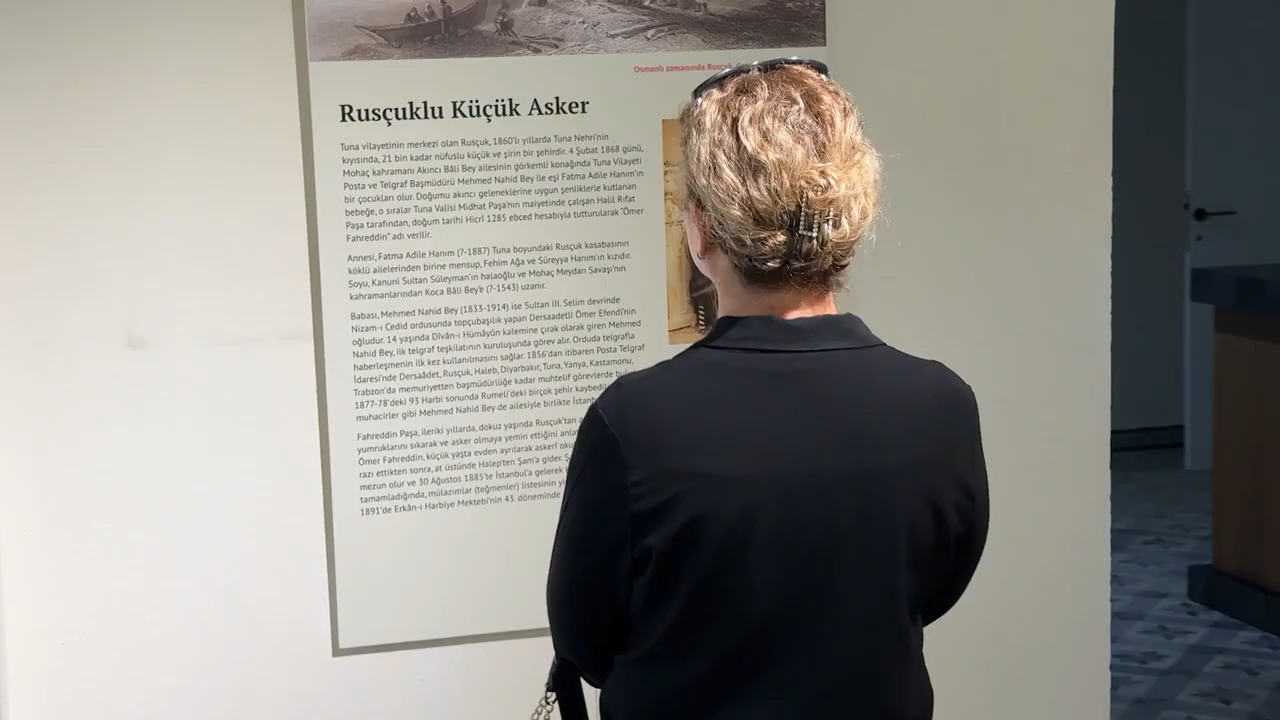 Osmanlı zamanında Rusçuk
Rusçuklu Küçük Asker
Tuna vilayetinin merkezi olan Rusçuk, 1860'lı yıllarda Tuna Nehri'nin
kıyısında, 21 bin kadar nüfuslu küçük ve şirin bir şehirdir. 4 Şubat 1868 günü,
Mohaç kahramanı Akıncı Bâli Bey ailesinin görkemli konağında Tuna Vilayeti
Posta ve Telgraf Başmüdürü Mehmed Nahid Bey ile eşi Fatma Adile Hanım'ın
bir çocukları olur. Doğumu akıncı geleneklerine uygun şenliklerle kutlanan
bebeğe, o sıralar Tuna Valisi Midhat Paşa'nın maiyetinde çalışan Halil Rıfat
Paşa tarafından, doğum tarihi Hicrî 1285 ebced hesabıyla tutturularak "Ömer
Fahreddin" adı verilir.
Annesi, Fatma Adile Hanım (?-1887) Tuna boyundaki Rusçuk kasabasının
köklü ailelerinden birine mensup, Fehim Ağa ve Süreyya Hanım'ın kızıdır.
Soyu, Kanuni Sultan Süleyman'ın halaoğlu ve Mohaç Meydan Savaşı'nın
kahramanlarından Koca Bâli Bey'e (?-1543) uzanır.
Babası, Mehmed Nahid Bey (1833-1914) ise Sultan III. Selim devrinde
Nizam-ı Cedid ordusunda topçubaşılık yapan Dersaadetli Ömer Efendi'nin
oğludur. 14 yaşında Dîvân-ı Hümâyûn kalemine çırak olarak giren Mehmed
Nahid Bey, ilk telgraf teşkilatının kuruluşunda görev alır. Orduda telgrafla
haberleşmenin ilk kez kullanılmasını sağlar. 1856'dan itibaren Posta Telgraf
İdaresi'nde Dersaâdet, Rusçuk, Haleb, Diyarbakır, Tuna, Yanya, Kastamonu,
Trabzon'da memuriyetten başmüdürlüğe kadar muhtelif görevlerde
1877-78'deki 93 Harbi sonunda Rumeli'deki birçok şehir
muhacirler gibi Mehmed Nahid Bey de ailesiyle birlikte
Fahreddin Paşa, ileriki yıllarda, dokuz yaşında Rusçuk'tan
yumruklarını sıkarak ve asker olmaya yemin ettiğini
Ömer Fahreddin, küçük yaşta evden ayrılarak askerî
razı ettikten sonra, at üstünde Halep'ten Şam'a gider.
mezun olur ve 30 Ağustos 1885'te İstanbul'a gelerek
tamamladığında, mülazımlar (teğmenler) listesinin
1891'de Erkân-ı Harbiye Mektebi'nin 43. döneminde